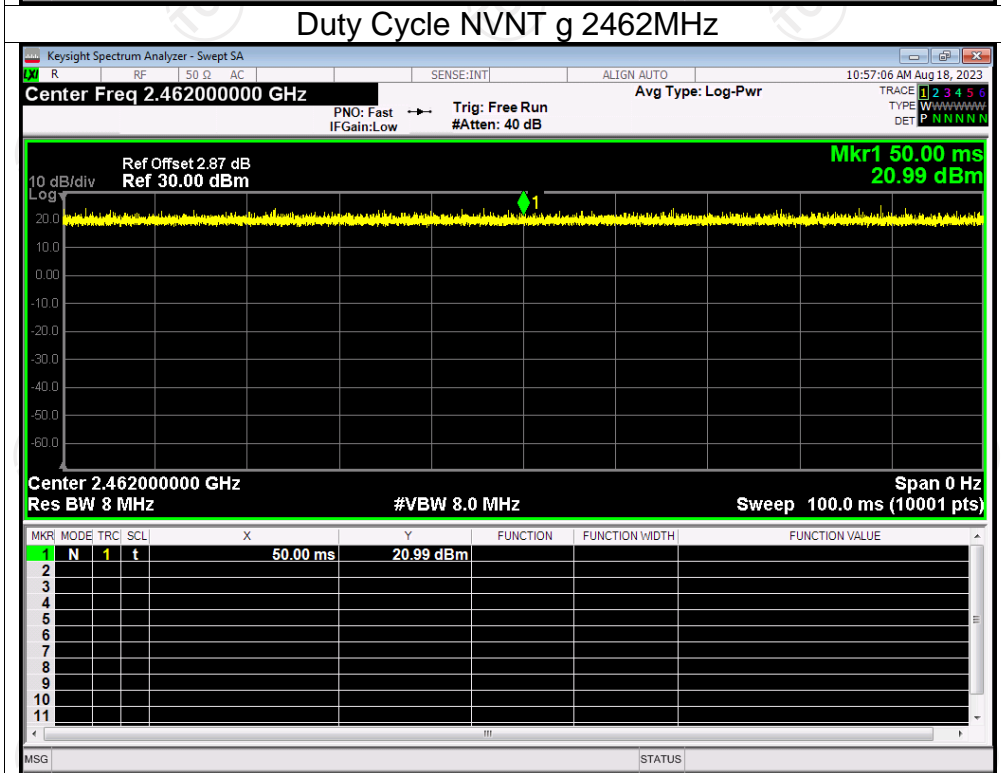 Duty Cycle NVNT g 2462MHz
Keysight Spectrum Analyzer - Swept SA
LXI R RF 50 Ω AC SENSE:INT ALIGN AUTO 10:57:06 AM Aug 18, 2023
Center Freq 2.462000000 GHz Avg Type: Log-Pwr TRACE 1 2 3 4 5 6
PNO: Fast Trig: Free Run TYPE WWWWWWW
IFGain:Low #Atten: 40 dB DET P N N N N N
Ref Offset 2.87 dB Mkr1 50.00 ms
10 dB/div Ref 30.00 dBm 20.99 dBm
Log
1
20.0
10.0
0.00
-10.0
-20.0
-30.0
-40.0
-50.0
-60.0
Center 2.462000000 GHz Span 0 Hz
Res BW 8 MHz #VBW 8.0 MHz Sweep 100.0 ms (10001 pts)
MKR MODE TRC SCL X Y FUNCTION FUNCTION WIDTH FUNCTION VALUE
1 N 1 t 50.00 ms 20.99 dBm
2
3
4
5
6
7
8
9
10
11
MSG STATUS